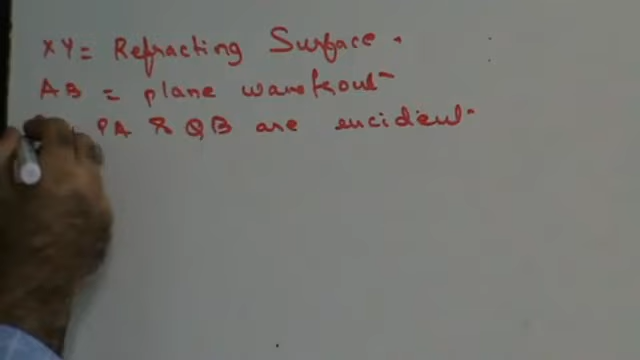 XY = Refracting Surface.
AB = plane wavefront
PA & QB are incident